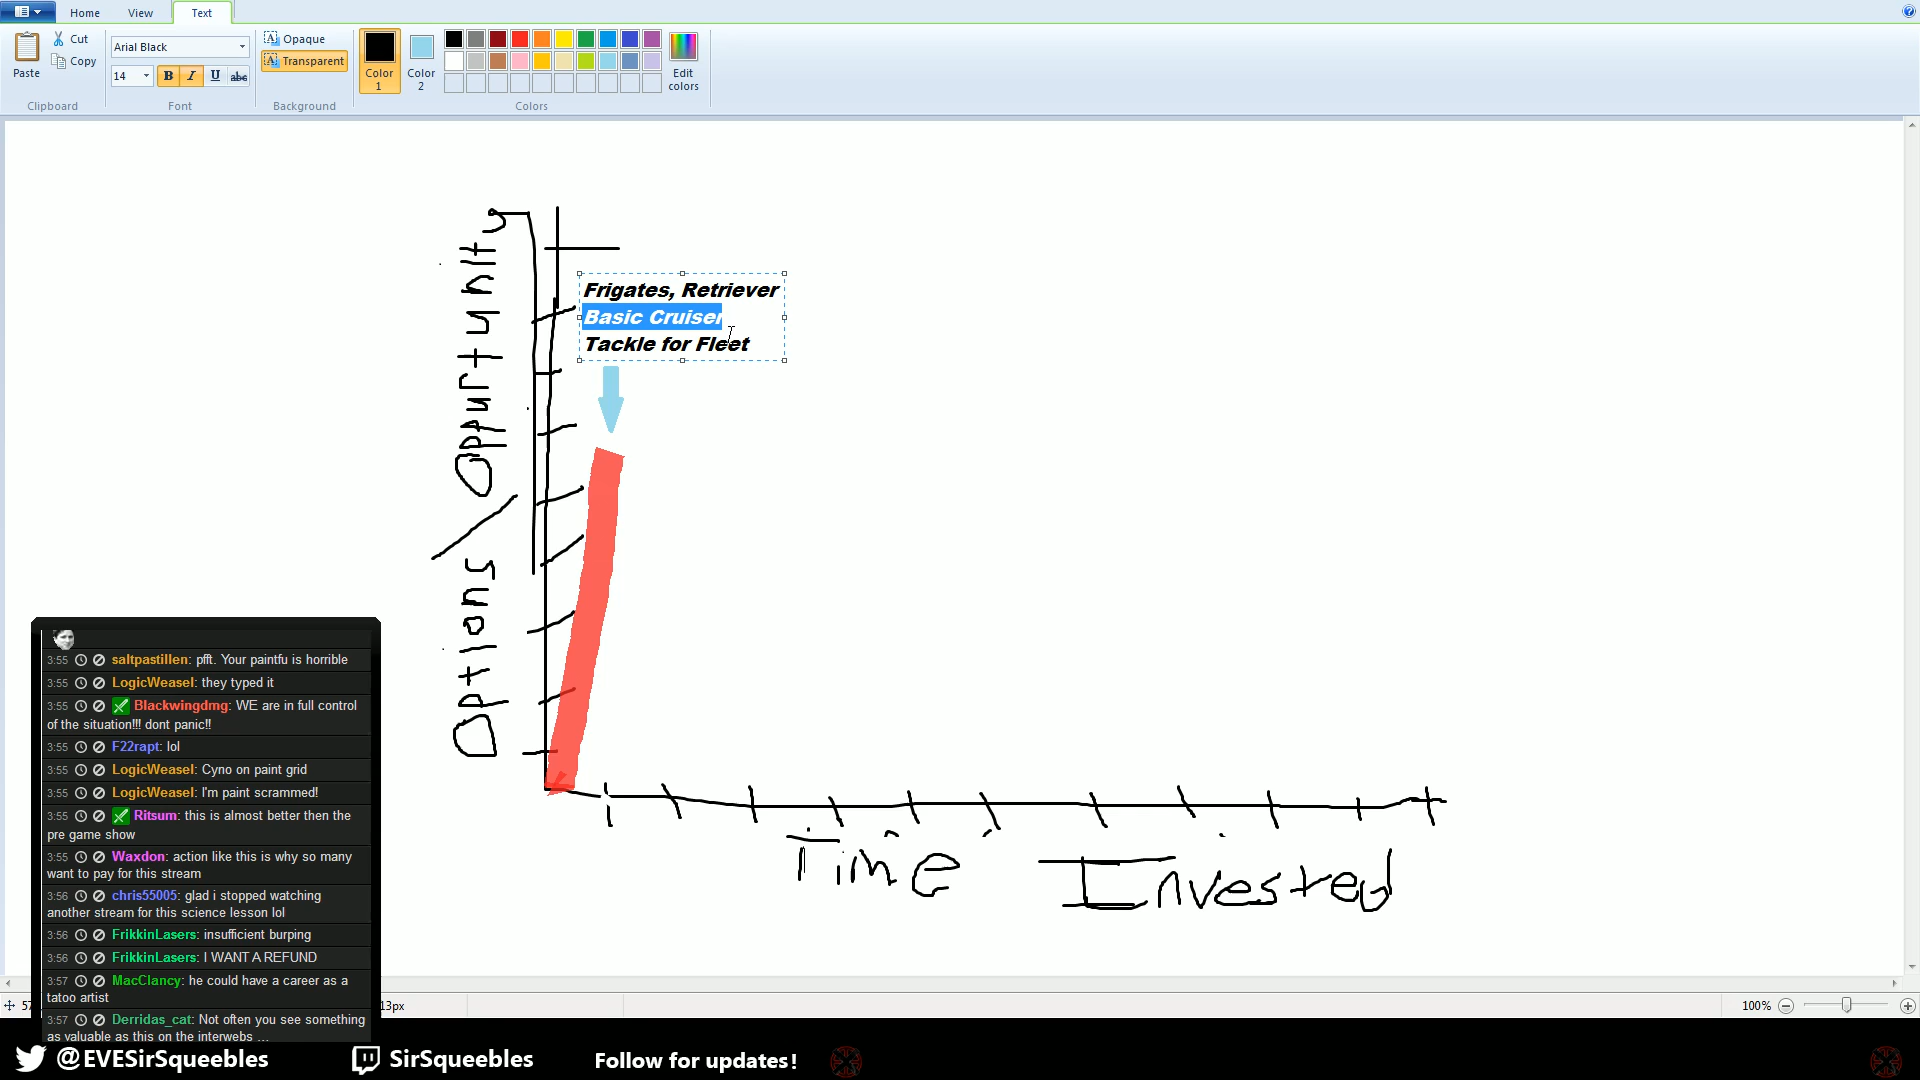 Home View Text
Paste
Cut
Copy
Clipboard
Arial Black
14 B I U abc
Font
Opaque
Transparent
Background
Color 1
Color 2
Edit colors
Colors
Options / Oppurtunity
Frigates, Retriever
Basic Cruiser
Tackle for Fleet
Time Invested
3:55 saltpastillen: pfft. Your paintfu is horrible
3:55 LogicWeasel: they typed it
3:55 Blackwingdmg: WE are in full control
of the situation!!! dont panic!!
3:55 F22rapt: lol
3:55 LogicWeasel: Cyno on paint grid
3:55 LogicWeasel: I'm paint scrammed!
3:55 Ritsum: this is almost better then the
pre game show
3:55 Waxdon: action like this is why so many
want to pay for this stream
3:56 chris55005: glad i stopped watching
another stream for this science lesson lol
3:56 FrikkinLasers: insufficient burping
3:56 FrikkinLasers: I WANT A REFUND
3:57 MacClancy: he could have a career as a
tatoo artist
3:57 Derridas_cat: Not often you see something
as valuable as this on the interwebs ...
13px
100%
@EVESirSqueebles SirSqueebles Follow for updates!